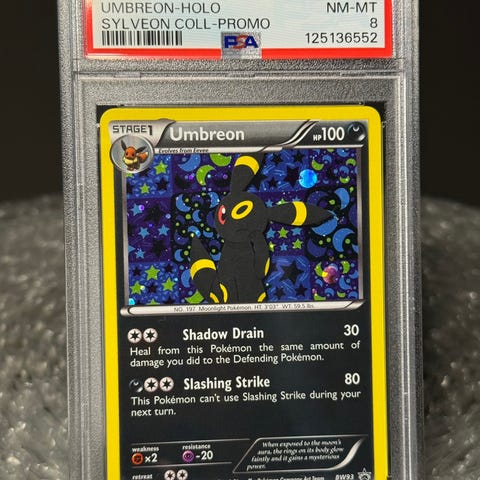 UMBREON-HOLO NM-MT
SYLVEON COLL-PROMO 8
PSA 125136552
STAGE1 Umbreon HP100
Evolves from Eevee
NO. 197 Moonlight Pokémon. HT. 3'03" WT. 59.5 lbs.
Shadow Drain 30
Heal from this Pokémon the same amount of
damage you did to the Defending Pokémon.
Slashing Strike 80
This Pokémon can't use Slashing Strike during your
next turn.
weakness resistance
×2 -20
When exposed to the moon's
aura, the rings on its body glow
faintly and it gains a mysterious
power.
retreat
BW93